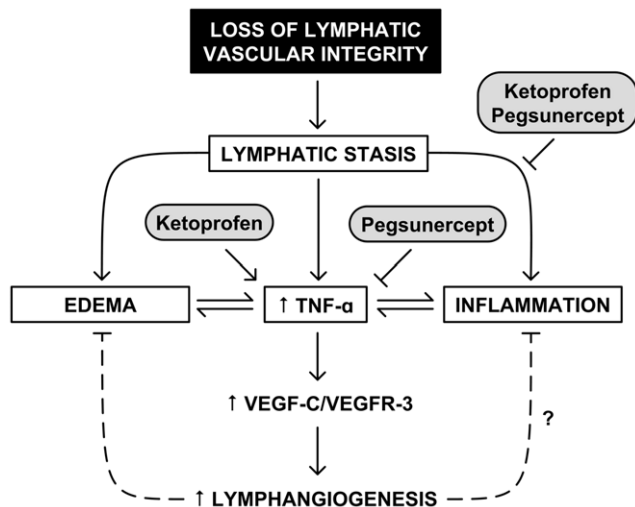 LOSS OF LYMPHATIC
VASCULAR INTEGRITY
Ketoprofen
Pegsunercept
LYMPHATIC STASIS
Ketoprofen
Pegsunercept
EDEMA
↑ TNF-α
INFLAMMATION
↑ VEGF-C/VEGFR-3
?
↑ LYMPHANGIOGENESIS